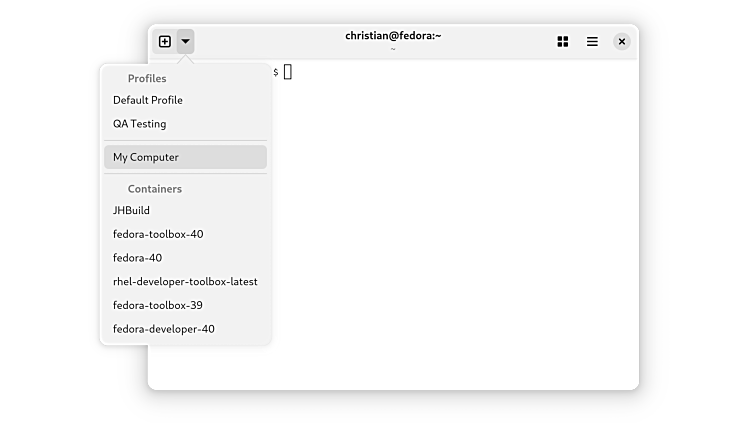 christian@fedora:~
~
$
Profiles
Default Profile
QA Testing
My Computer
Containers
JHBuild
fedora-toolbox-40
fedora-40
rhel-developer-toolbox-latest
fedora-toolbox-39
fedora-developer-40